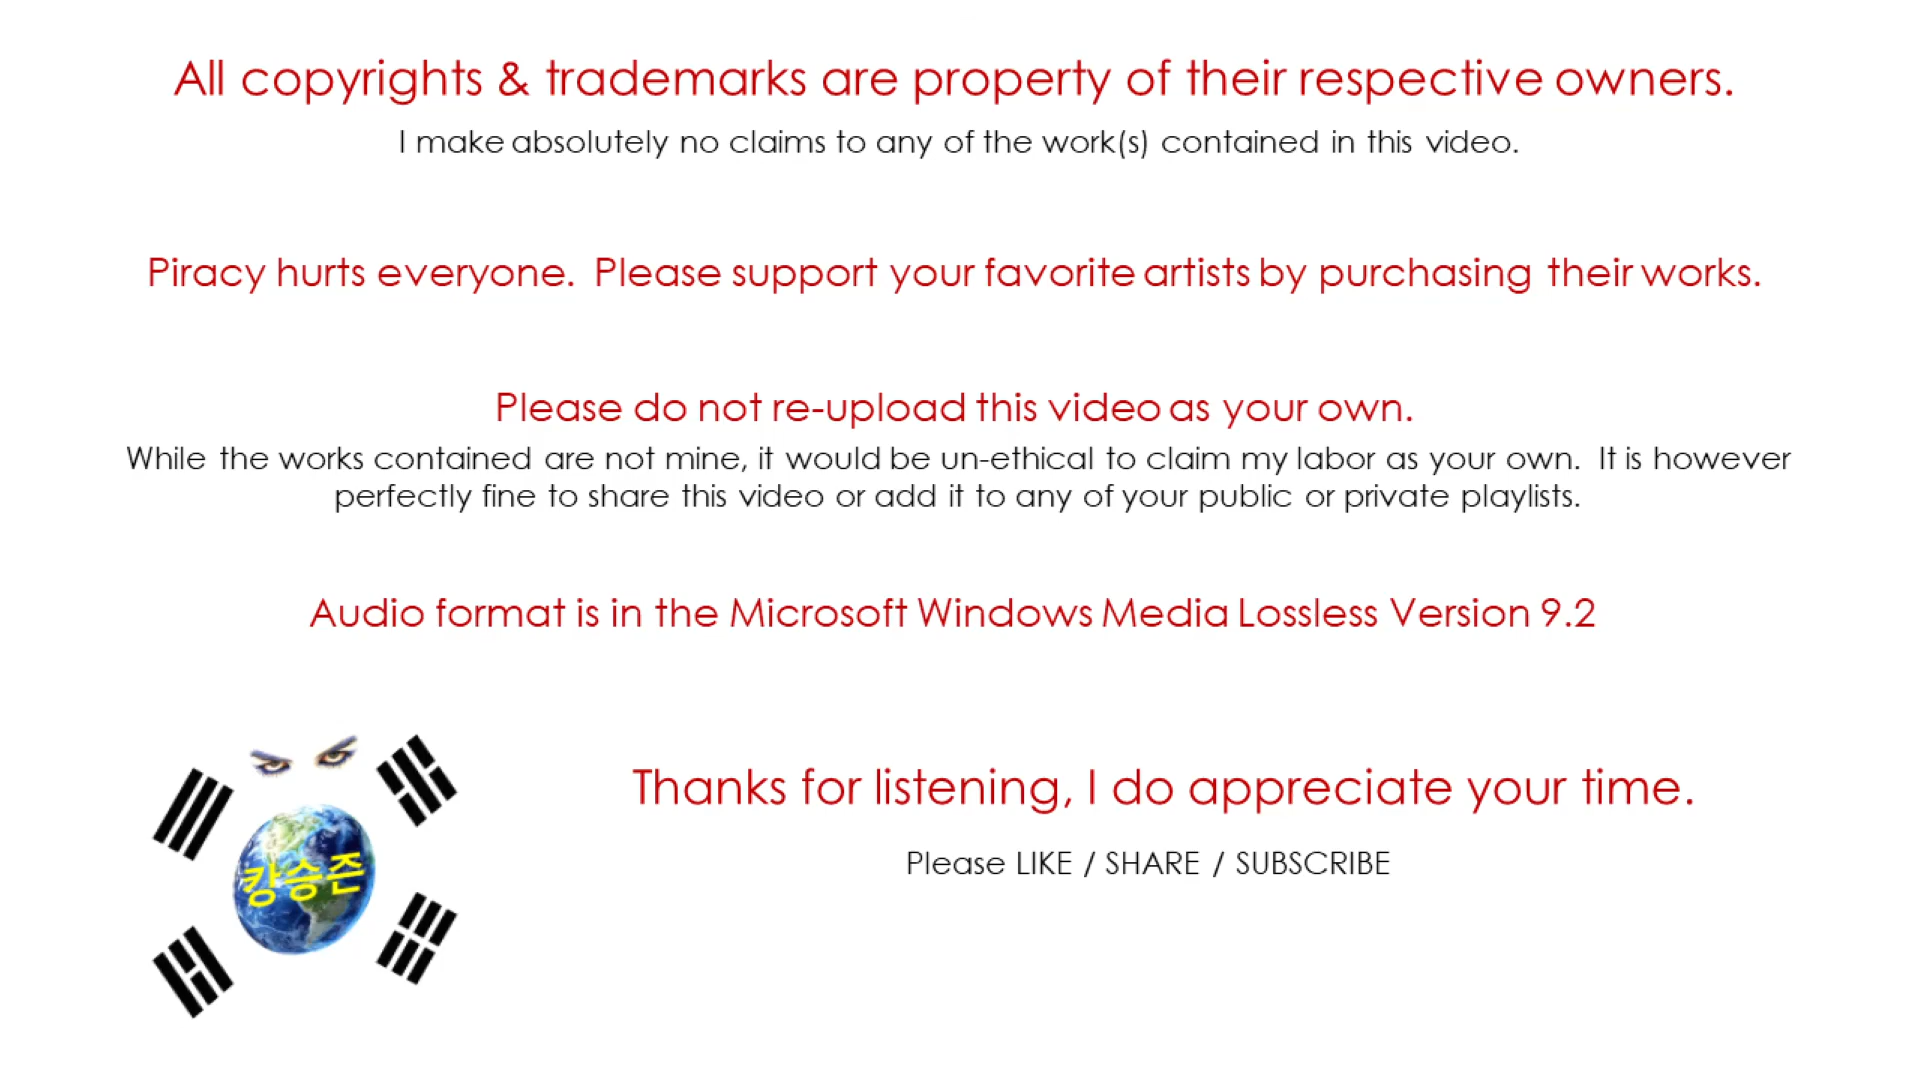 All copyrights & trademarks are property of their respective owners.
I make absolutely no claims to any of the work(s) contained in this video.
Piracy hurts everyone.  Please support your favorite artists by purchasing their works.
Please do not re-upload this video as your own.
While the works contained are not mine, it would be un-ethical to claim my labor as your own.  It is however
perfectly fine to share this video or add it to any of your public or private playlists.
Audio format is in the Microsoft Windows Media Lossless Version 9.2
Thanks for listening, I do appreciate your time.
Please LIKE / SHARE / SUBSCRIBE
캉승존